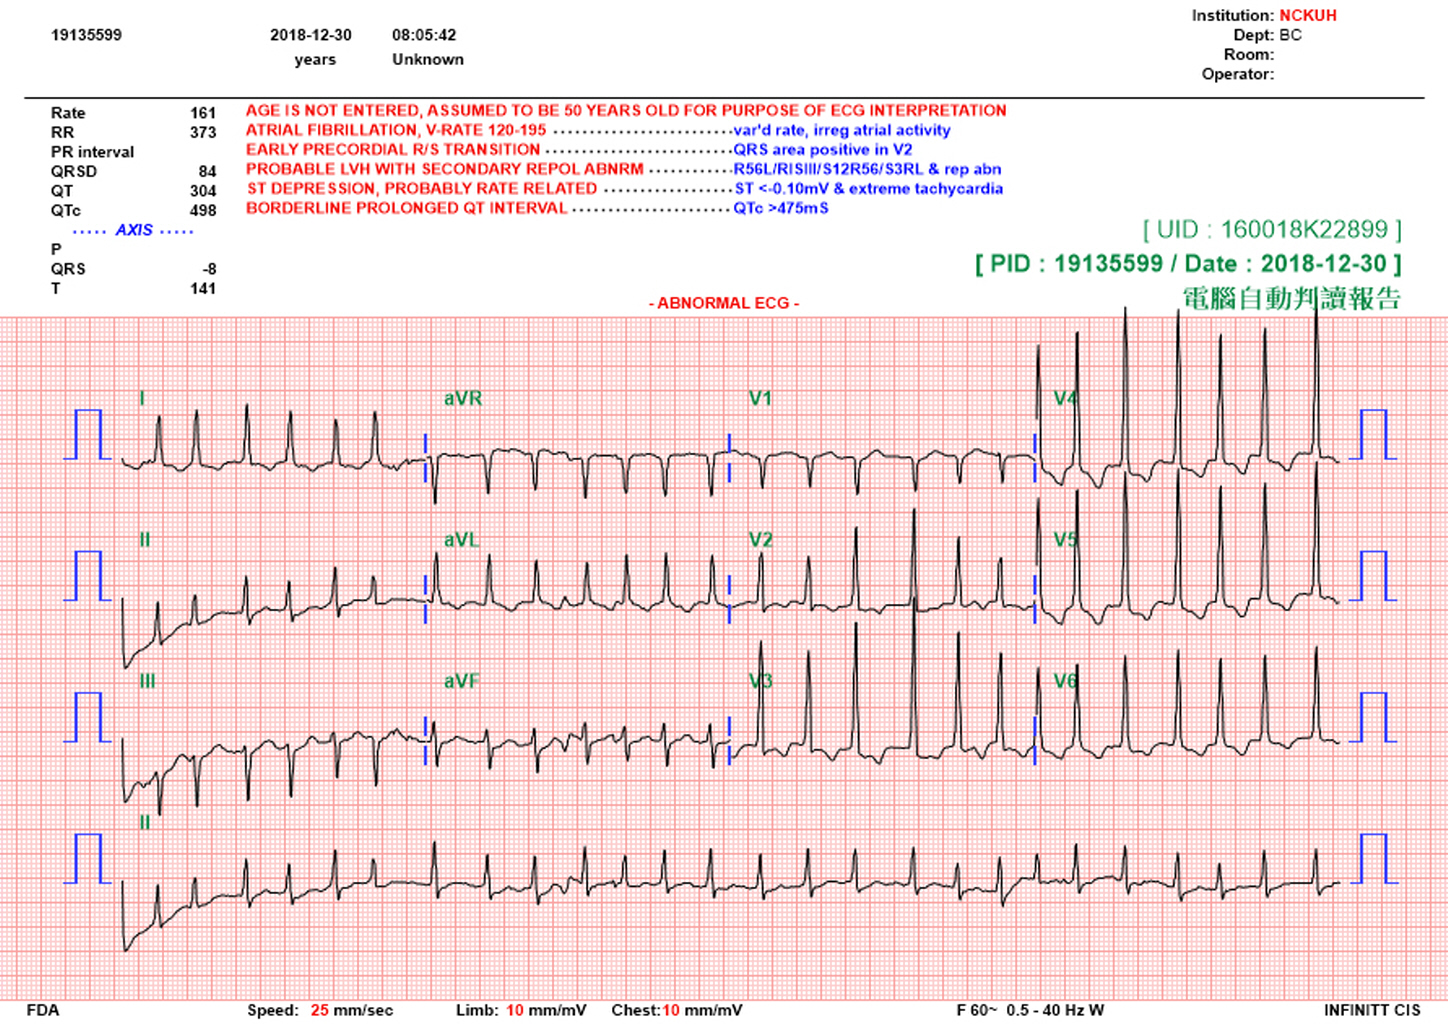 Institution: NCKUH
19135599 2018-12-30 08:05:42 Dept: BC
Room:
years Unknown
Operator:
Rate 161 AGE IS NOT ENTERED, ASSUMED TO BE 50 YEARS OLD FOR PURPOSE OF ECG INTERPRETATION
RR 373 ATRIAL FIBRILLATION, V-RATE 120-195 ·····················var'd rate, irreg atrial activity
PR interval EARLY PRECORDIAL R/S TRANSITION ······················QRS area positive in V2
QRSD 84 PROBABLE LVH WITH SECONDARY REPOL ABNRM ··········R56L/RISIII/S12R56/S3RL & rep abn
QT 304 ST DEPRESSION, PROBABLY RATE RELATED ···············ST <-0.10mV & extreme tachycardia
QTc 498 BORDERLINE PROLONGED QT INTERVAL ···················QTc >475mS
····· AXIS ·····
[ UID : 160018K22899 ]
P
QRS -8
[ PID : 19135599 / Date : 2018-12-30 ]
T 141
電腦自動判讀報告
- ABNORMAL ECG -
I aVR V1 V4
II aVL V2 V5
III aVF V3 V6
II
FDA Speed: 25 mm/sec Limb: 10 mm/mV Chest:10 mm/mV F 60~ 0.5 - 40 Hz W INFINITT CIS